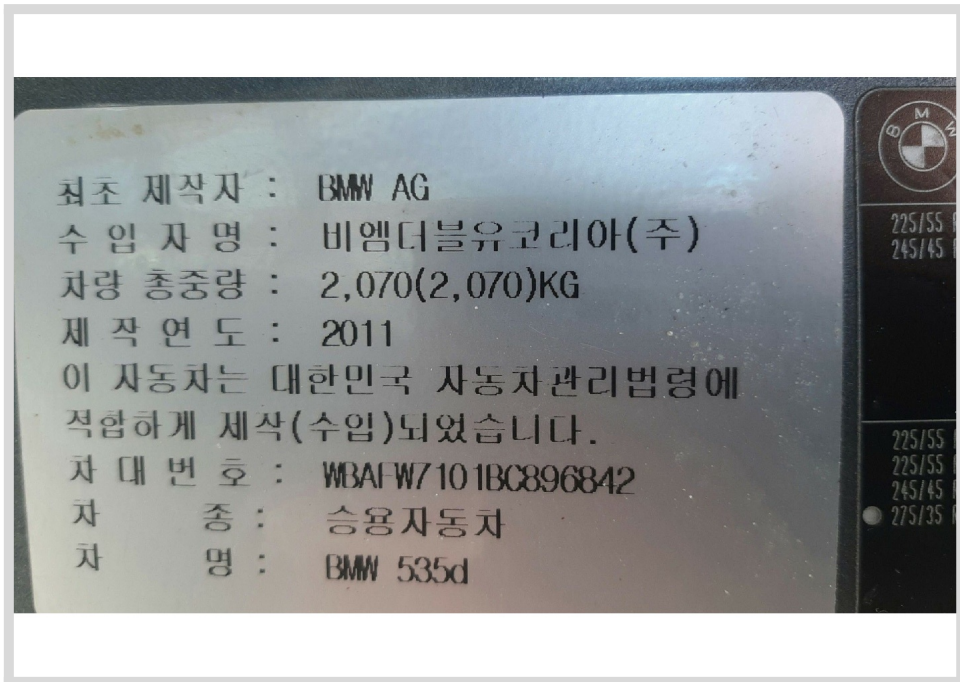 최초 제작자 : BMW AG
수 입 자 명 : 비엠더블유코리아(주)
차량 총중량 : 2,070(2,070)KG
제 작 연 도 : 2011
이 자동차는 대한민국 자동차관리법령에
적합하게 제작(수입)되었습니다.
차 대 번 호 : WBAFW7101BC896842
차 종 : 승용자동차
차 명 : BMW 535d
BMW
225/55
245/45
225/55
225/55
245/45
275/35